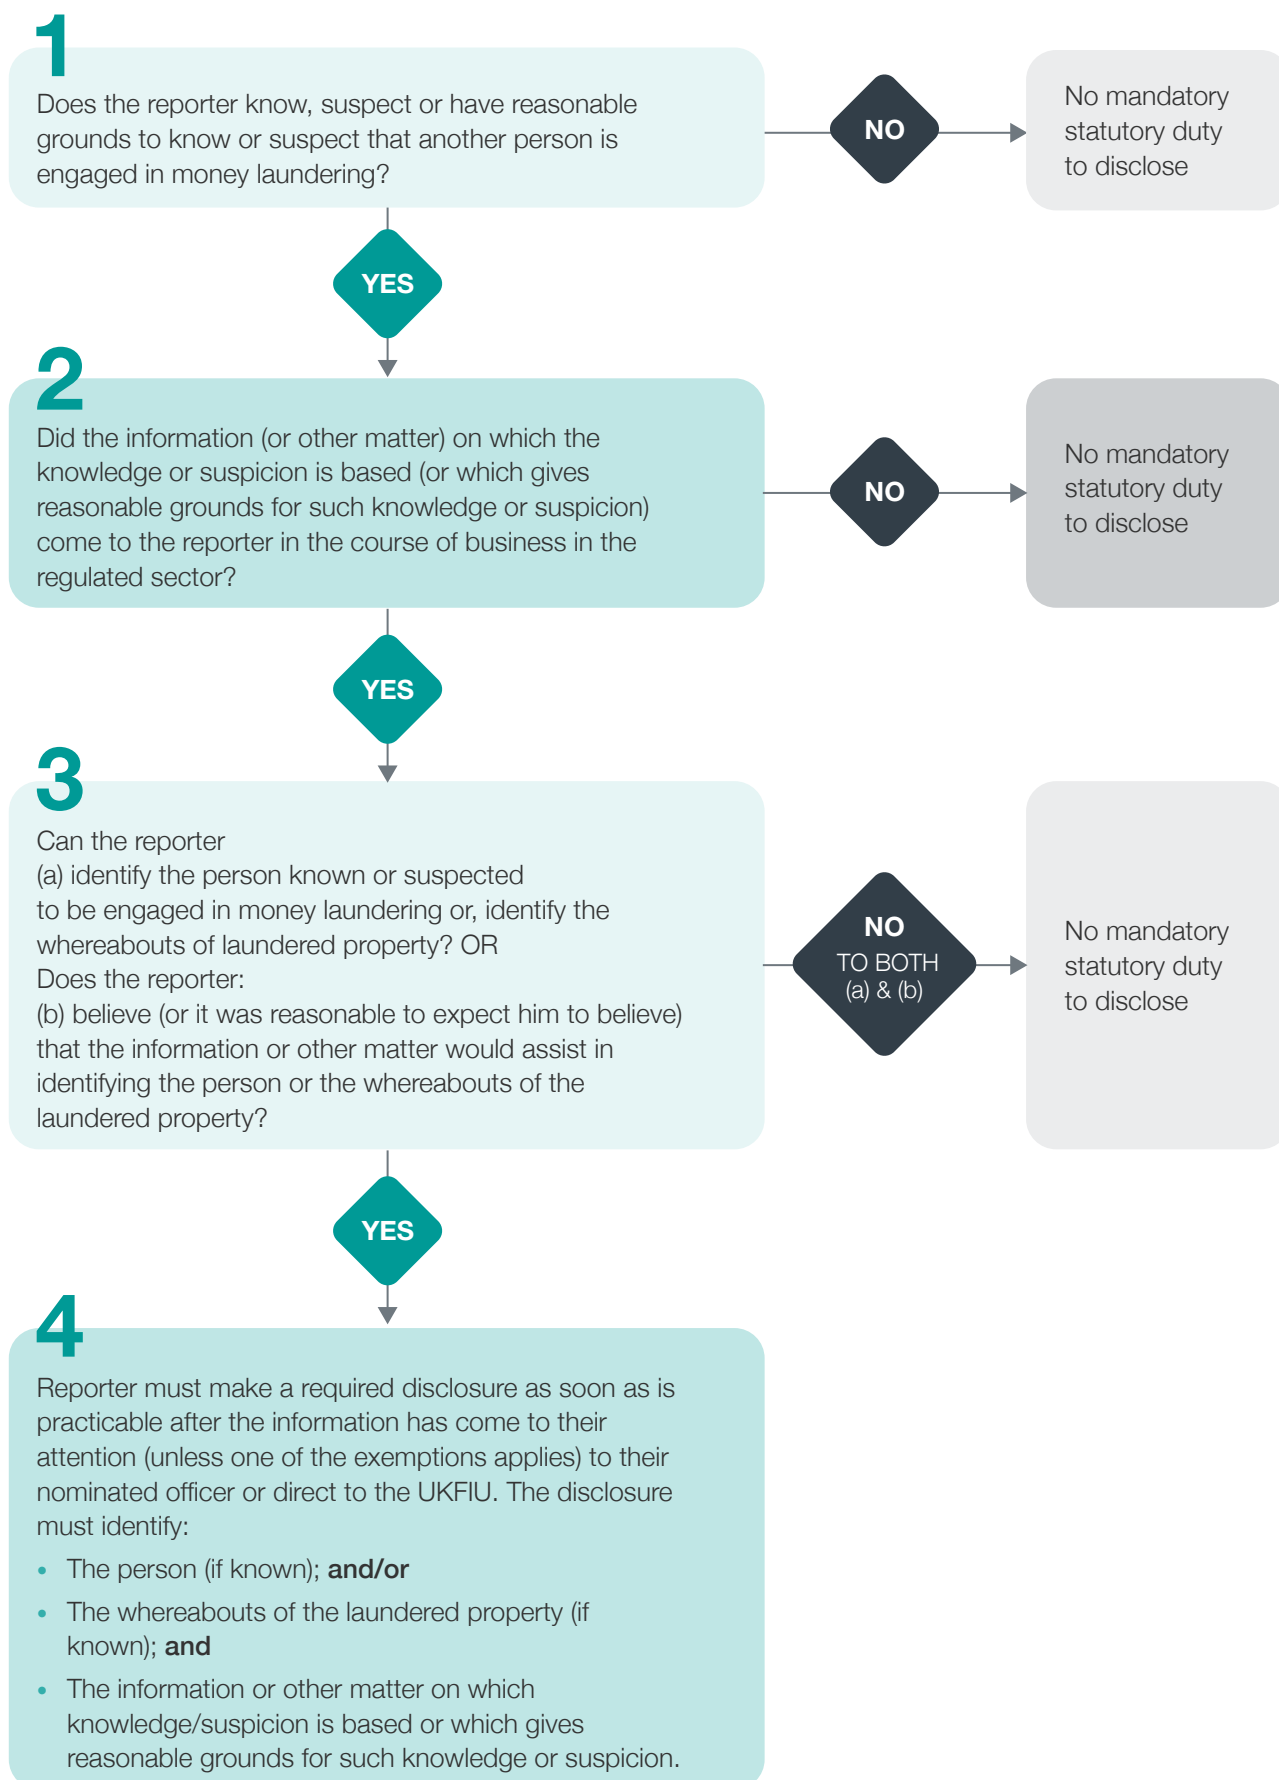 1
Does the reporter know, suspect or have reasonable
grounds to know or suspect that another person is
engaged in money laundering?
NO
No mandatory
statutory duty
to disclose
YES
2
Did the information (or other matter) on which the
knowledge or suspicion is based (or which gives
reasonable grounds for such knowledge or suspicion)
come to the reporter in the course of business in the
regulated sector?
NO
No mandatory
statutory duty
to disclose
YES
3
Can the reporter
(a) identify the person known or suspected
to be engaged in money laundering or, identify the
whereabouts of laundered property? OR
Does the reporter:
(b) believe (or it was reasonable to expect him to believe)
that the information or other matter would assist in
identifying the person or the whereabouts of the
laundered property?
NO
TO BOTH
(a) & (b)
No mandatory
statutory duty
to disclose
YES
4
Reporter must make a required disclosure as soon as is
practicable after the information has come to their
attention (unless one of the exemptions applies) to their
nominated officer or direct to the UKFIU. The disclosure
must identify:
• The person (if known); and/or
• The whereabouts of the laundered property (if
known); and
• The information or other matter on which
knowledge/suspicion is based or which gives
reasonable grounds for such knowledge or suspicion.